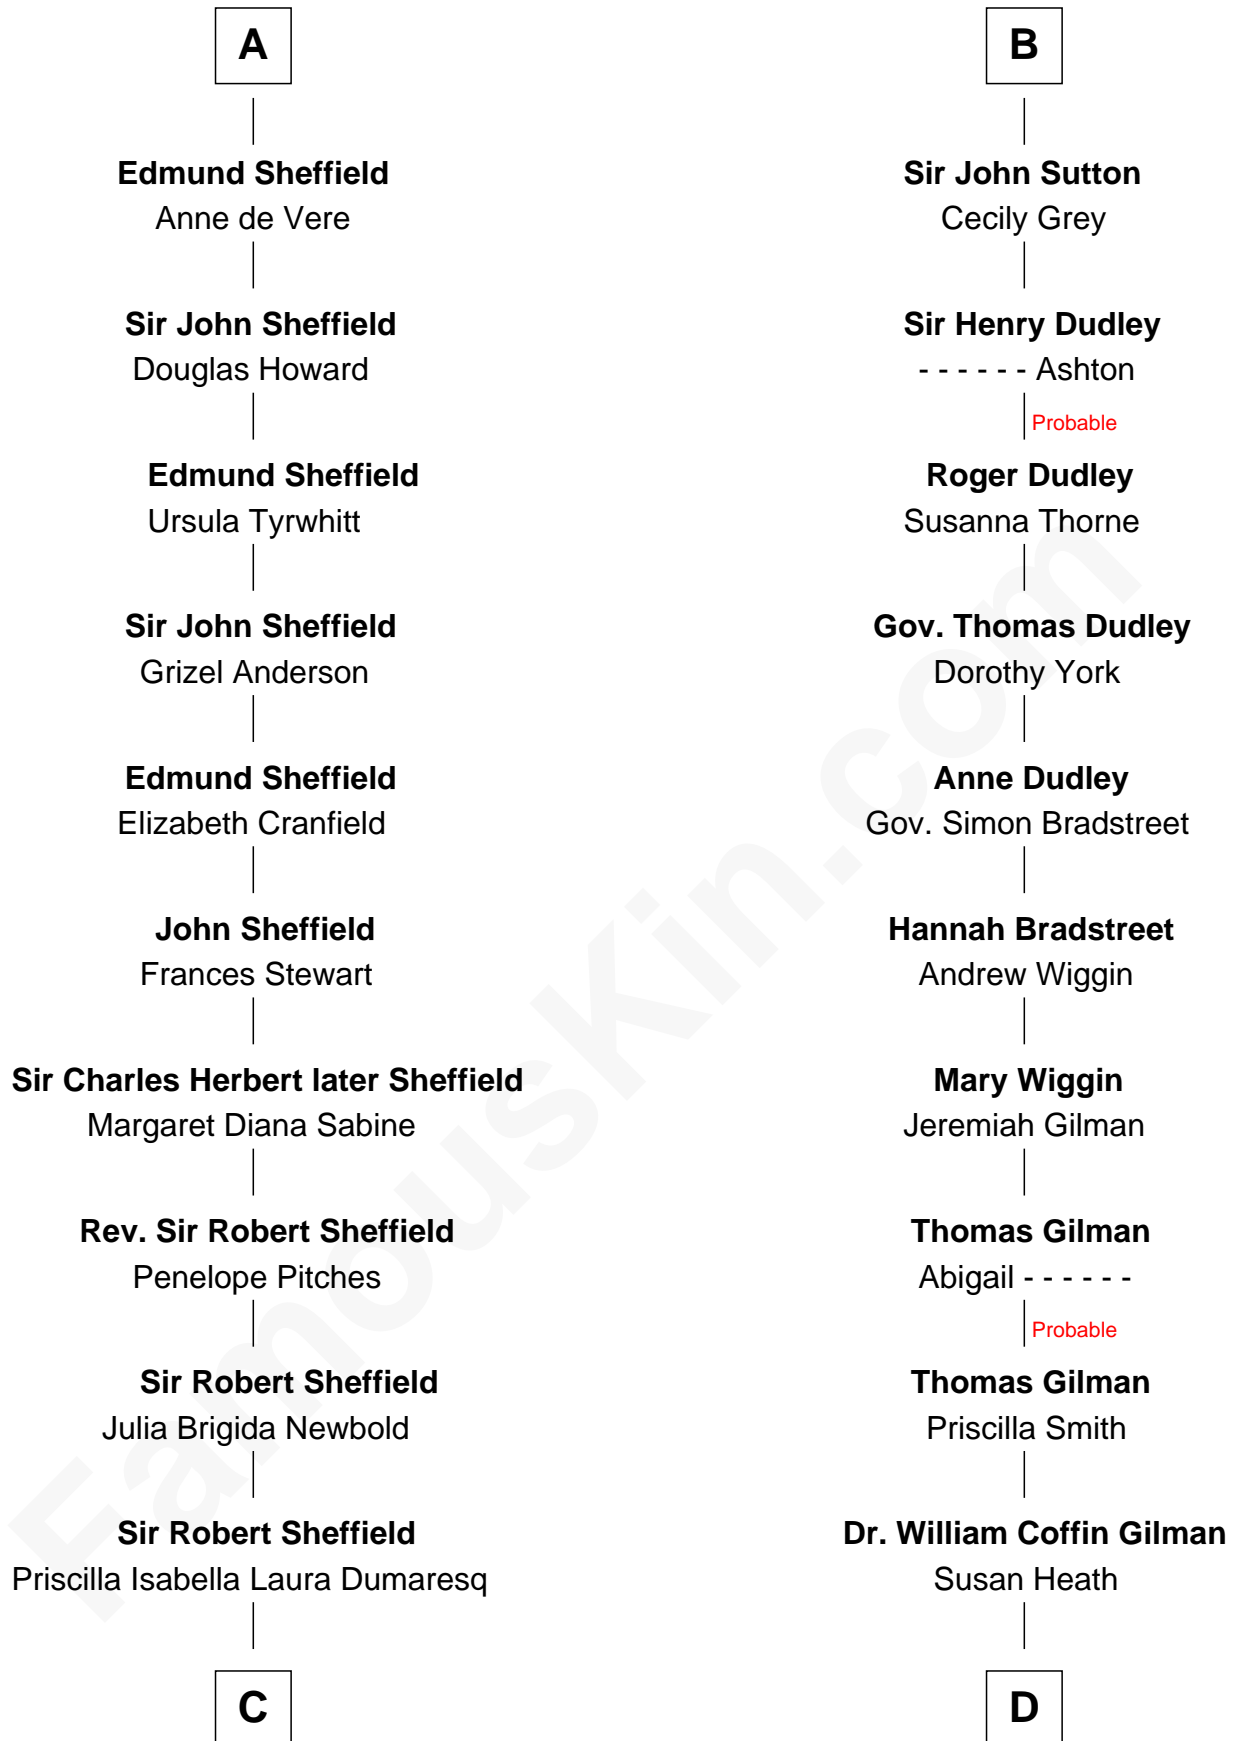 A
Edmund Sheffield
Anne de Vere
Sir John Sheffield
Douglas Howard
Edmund Sheffield
Ursula Tyrwhitt
Sir John Sheffield
Grizel Anderson
Edmund Sheffield
Elizabeth Cranfield
John Sheffield
Frances Stewart
Sir Charles Herbert later Sheffield
Margaret Diana Sabine
Rev. Sir Robert Sheffield
Penelope Pitches
Sir Robert Sheffield
Julia Brigida Newbold
Sir Robert Sheffield
Priscilla Isabella Laura Dumaresq
C
B
Sir John Sutton
Cecily Grey
Sir Henry Dudley
- - - - - - Ashton
Probable
Roger Dudley
Susanna Thorne
Gov. Thomas Dudley
Dorothy York
Anne Dudley
Gov. Simon Bradstreet
Hannah Bradstreet
Andrew Wiggin
Mary Wiggin
Jeremiah Gilman
Thomas Gilman
Abigail - - - - - -
Probable
Thomas Gilman
Priscilla Smith
Dr. William Coffin Gilman
Susan Heath
D
FamousKin.com